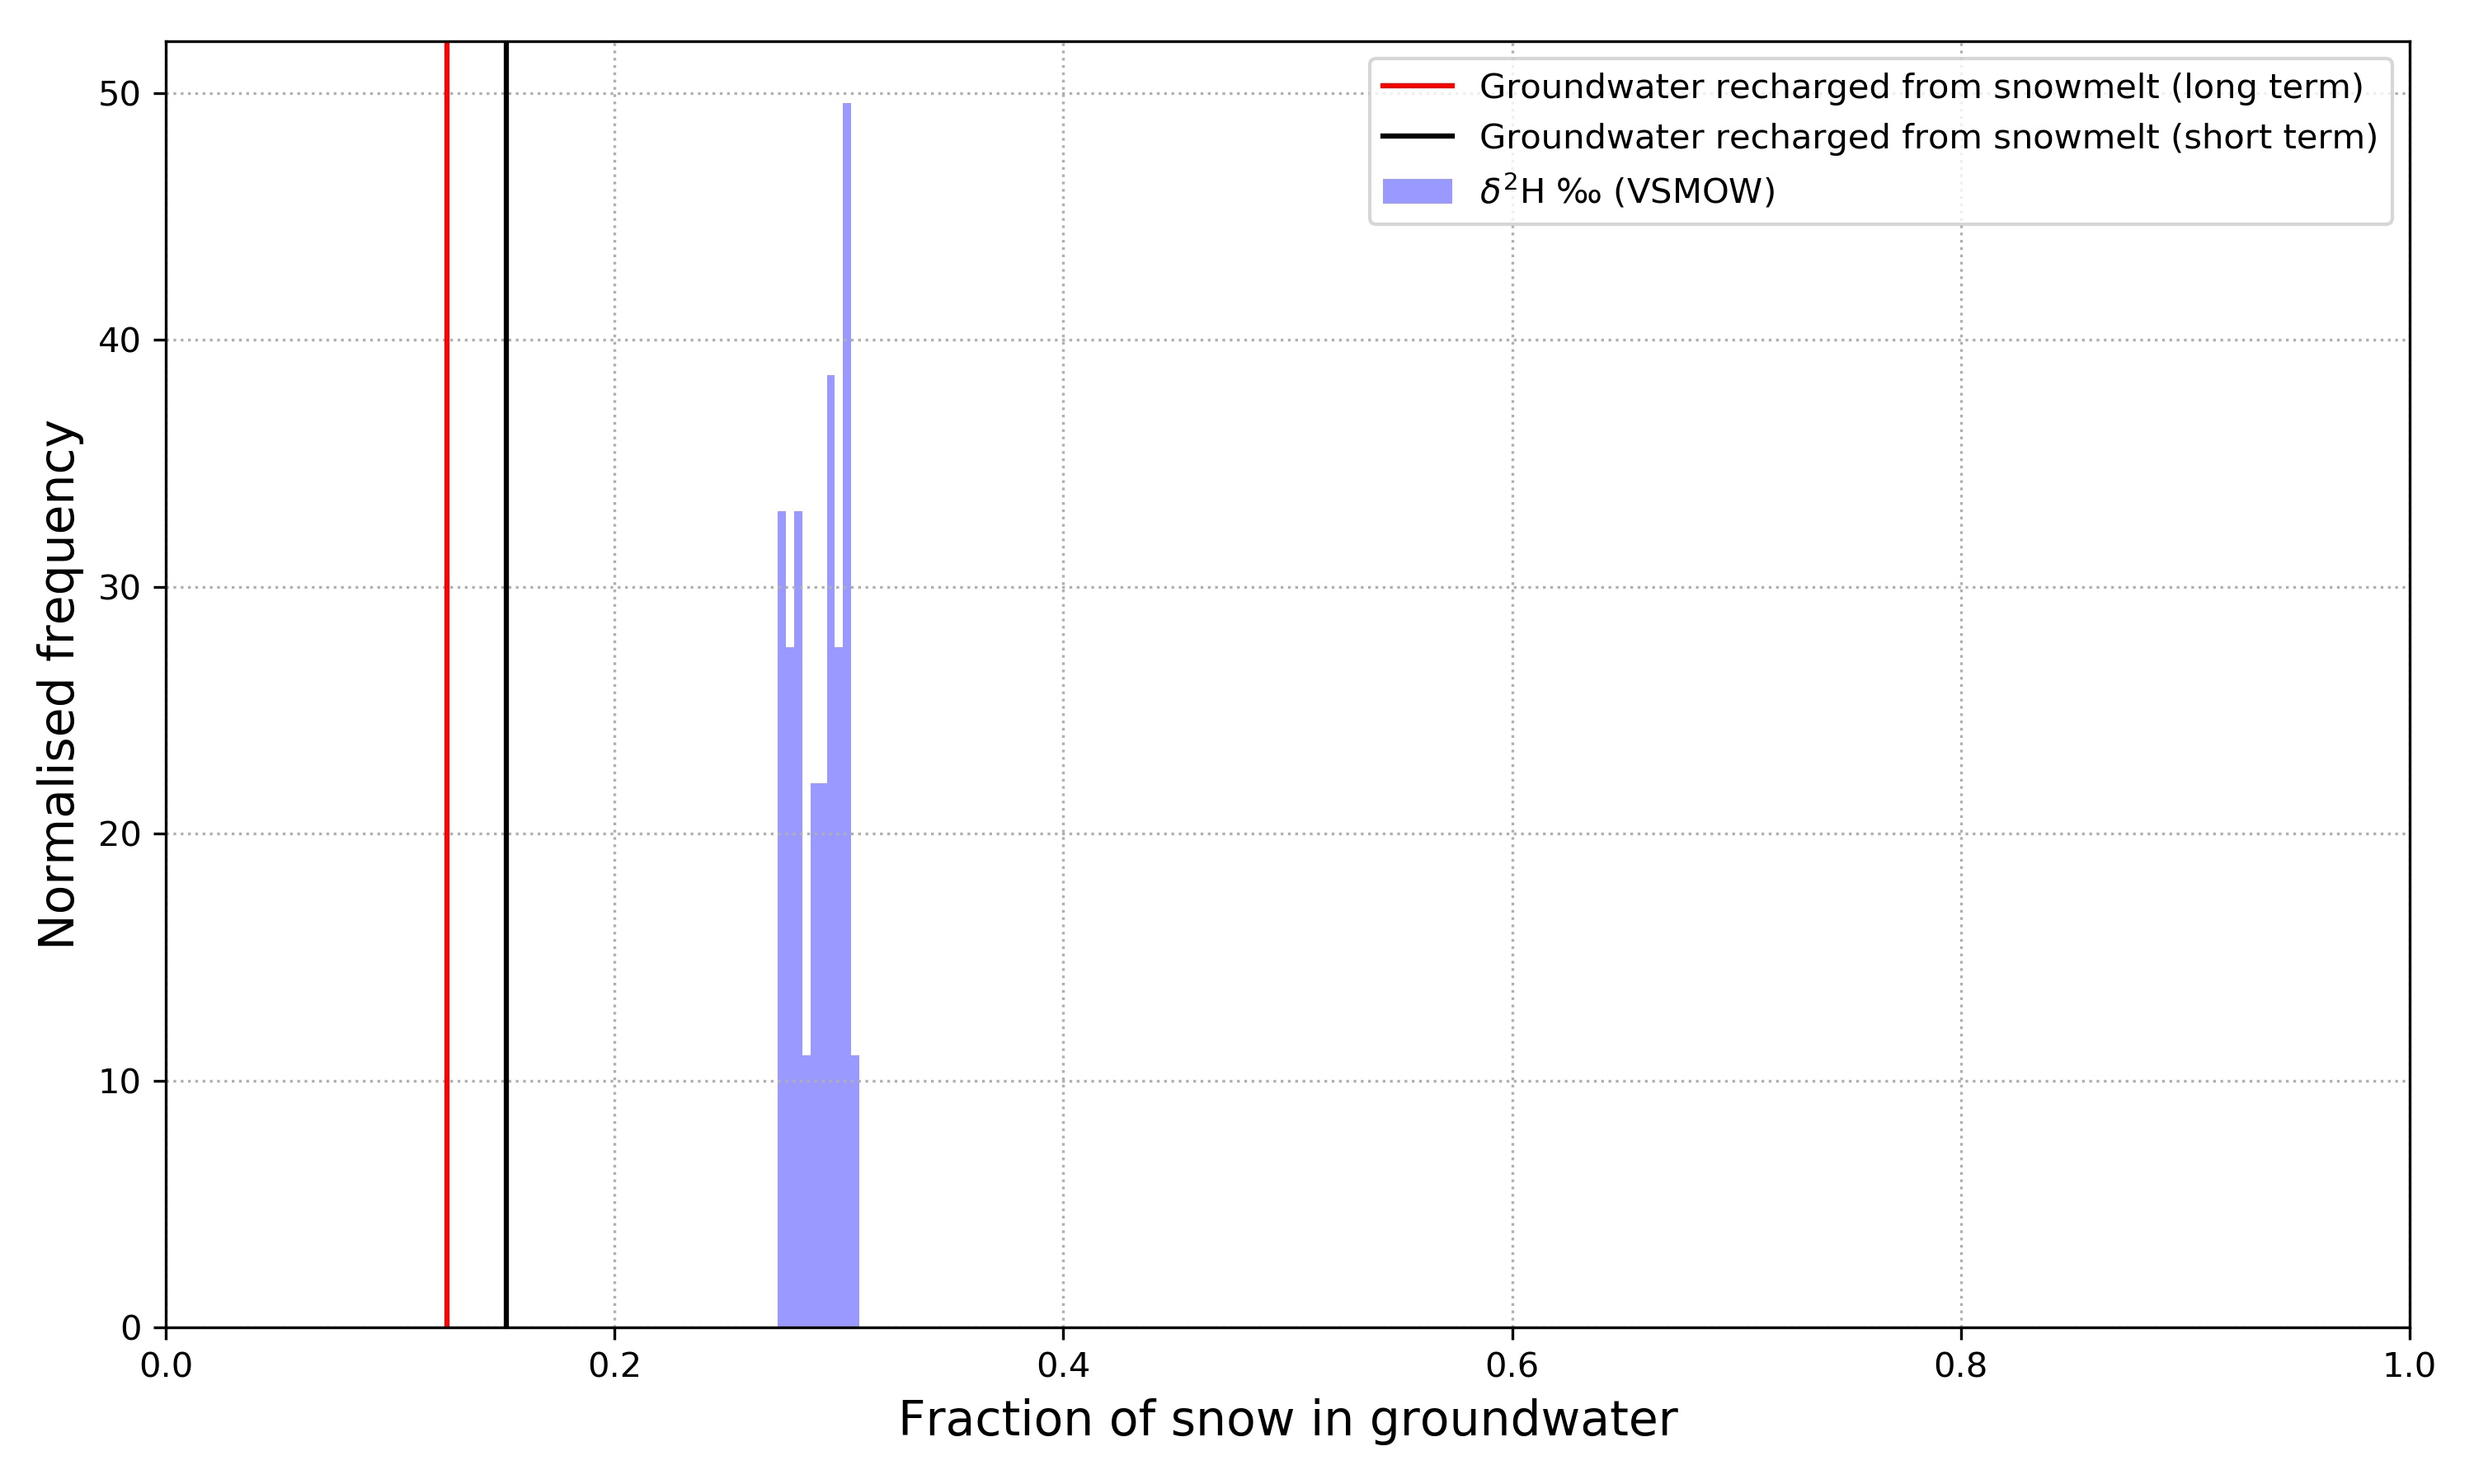 Groundwater recharged from snowmelt (long term)
Groundwater recharged from snowmelt (short term)
δ²H ‰ (VSMOW)
50
40
30
20
10
0
Normalised frequency
0.0 0.2 0.4 0.6 0.8 1.0
Fraction of snow in groundwater